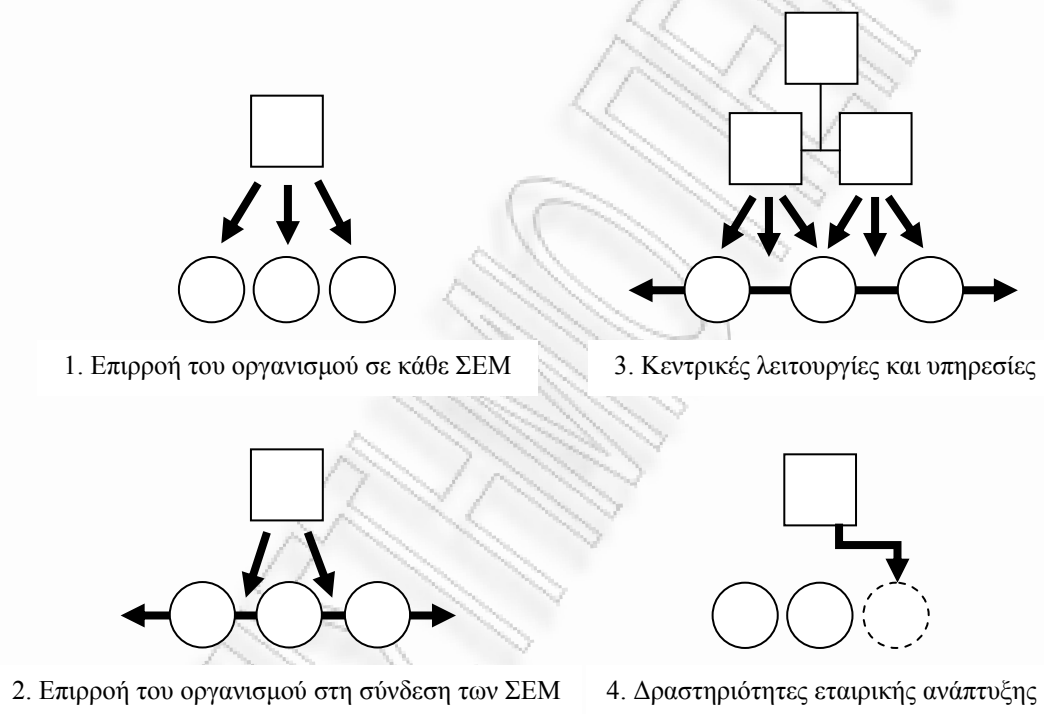 1. Επιρροή του οργανισμού σε κάθε ΣΕΜ
3. Κεντρικές λειτουργίες και υπηρεσίες
2. Επιρροή του οργανισμού στη σύνδεση των ΣΕΜ
4. Δραστηριότητες εταιρικής ανάπτυξης